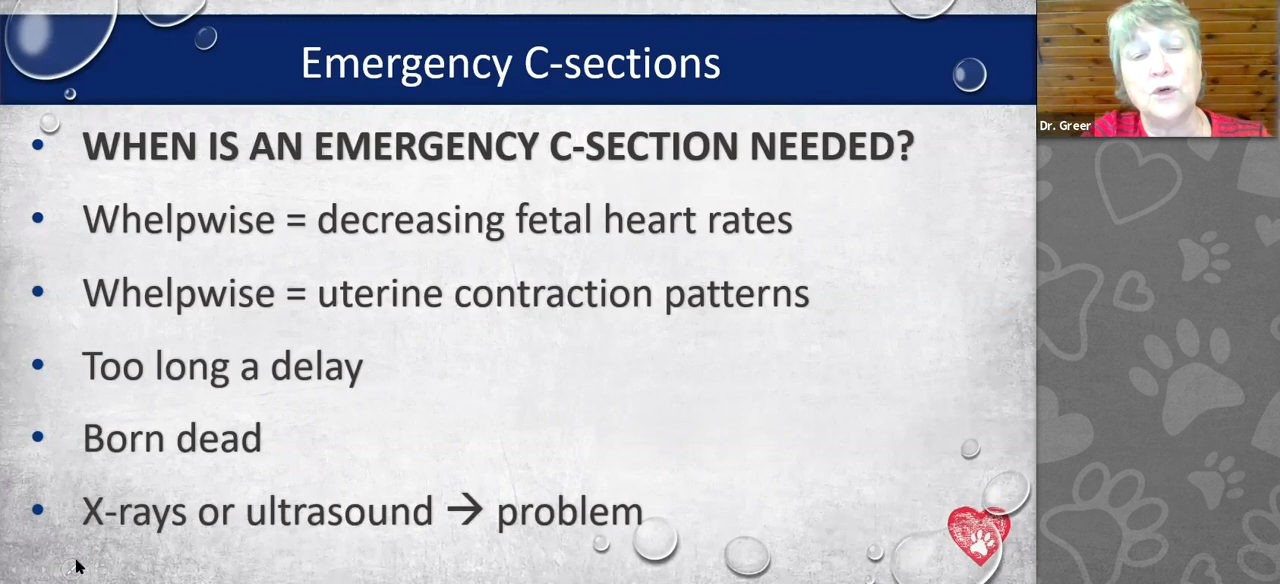 Emergency C-sections
Dr. Greer
• WHEN IS AN EMERGENCY C-SECTION NEEDED?
• Whelpwise = decreasing fetal heart rates
• Whelpwise = uterine contraction patterns
• Too long a delay
• Born dead
• X-rays or ultrasound → problem